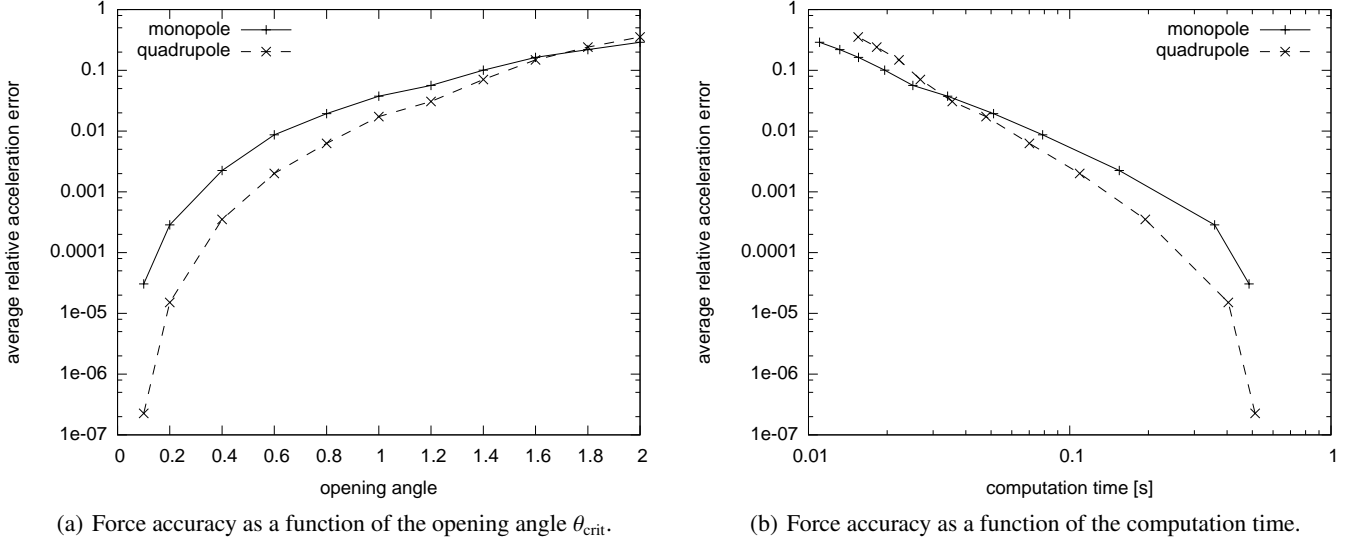 average relative acceleration error
1
0.1
0.01
0.001
0.0001
1e-05
1e-06
1e-07
monopole
quadrupole
0 0.2 0.4 0.6 0.8 1 1.2 1.4 1.6 1.8 2
opening angle
(a) Force accuracy as a function of the opening angle θcrit.
average relative acceleration error
1
0.1
0.01
0.001
0.0001
1e-05
1e-06
1e-07
monopole
quadrupole
0.01 0.1 1
computation time [s]
(b) Force accuracy as a function of the computation time.